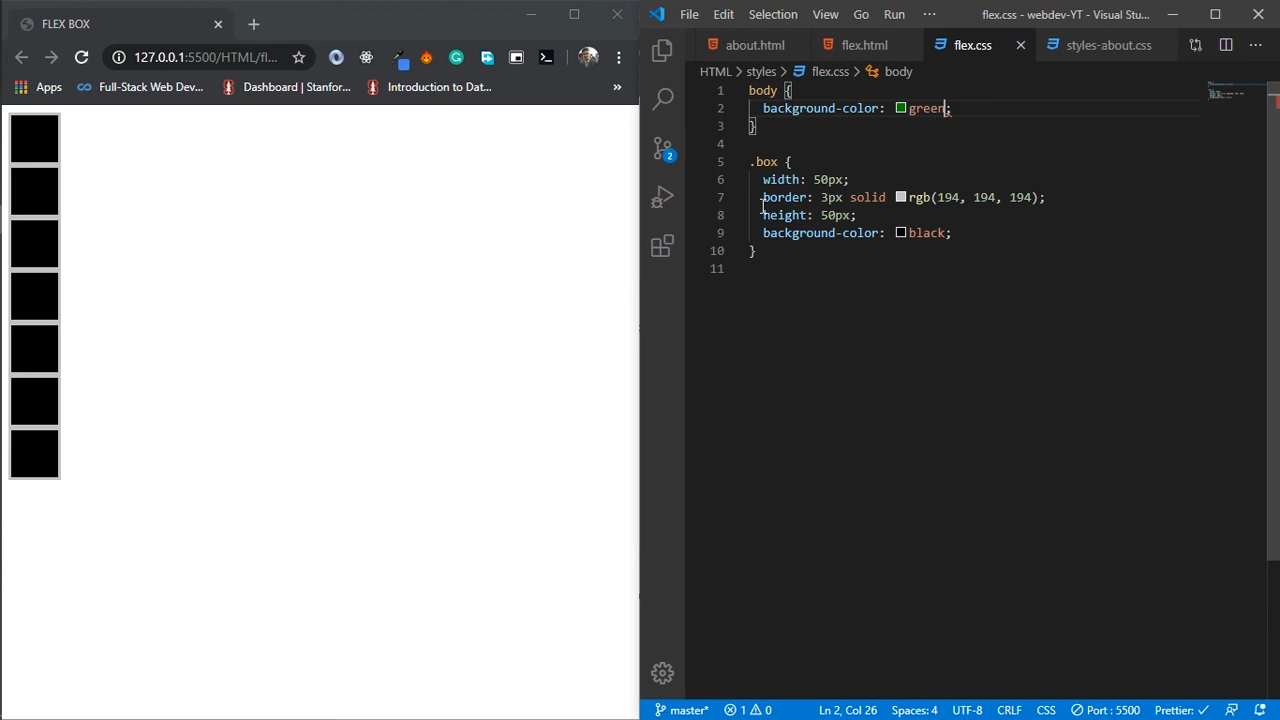 FLEX BOX
127.0.0.1:5500/HTML/fl...
Apps
Full-Stack Web Dev...
Dashboard | Stanfor...
Introduction to Dat...
»
File Edit Selection View Go Run ··· flex.css - webdev-YT - Visual Stu...
about.html flex.html flex.css styles-about.css ···
HTML > styles > flex.css > body
1 body {
2 background-color: green;
3 }
4
5 .box {
6 width: 50px;
7 border: 3px solid rgb(194, 194, 194);
8 height: 50px;
9 background-color: black;
10 }
11
2
master* 1 0 Ln 2, Col 26 Spaces: 4 UTF-8 CRLF CSS Port : 5500 Prettier: ✓